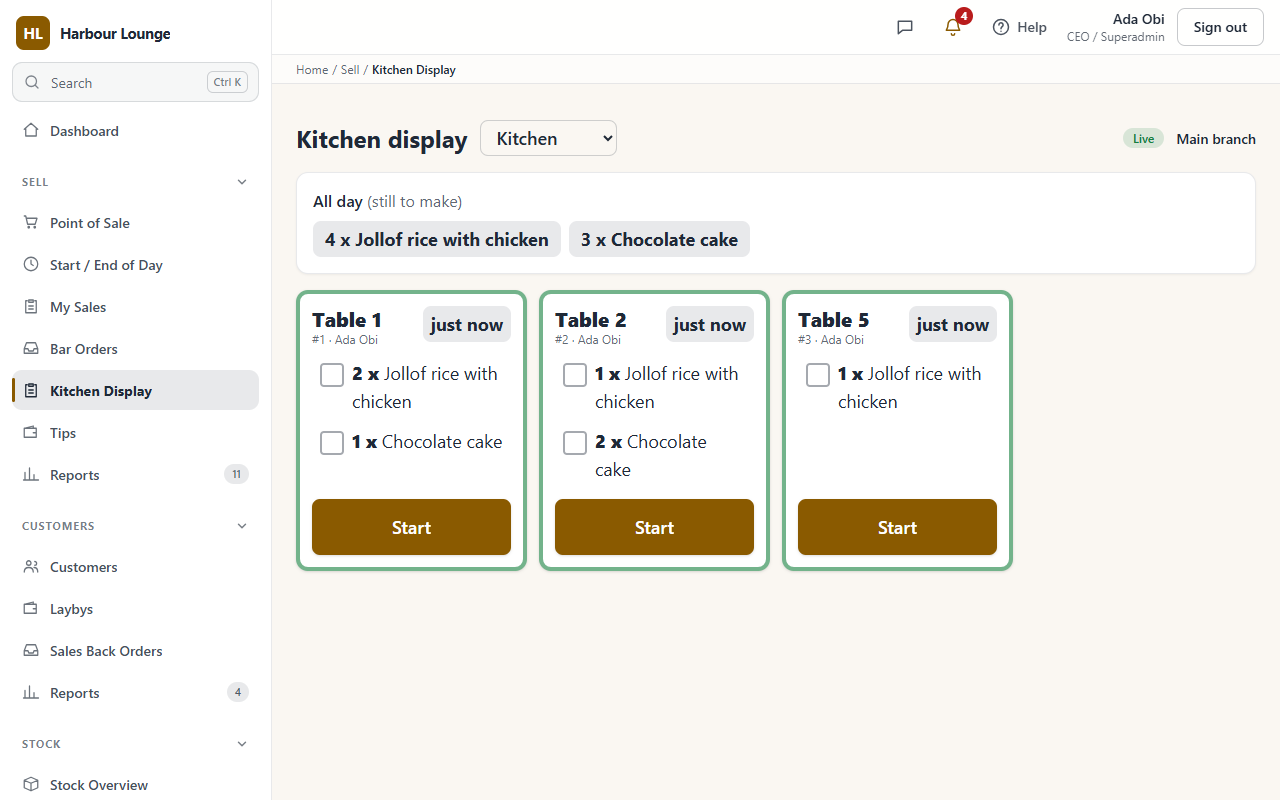 HL Harbour Lounge
Search Ctrl K
Dashboard
SELL
Point of Sale
Start / End of Day
My Sales
Bar Orders
Kitchen Display
Tips
Reports 11
CUSTOMERS
Customers
Laybys
Sales Back Orders
Reports 4
STOCK
Stock Overview
4
Help
Ada Obi
CEO / Superadmin
Sign out
Home / Sell / Kitchen Display
Kitchen display Kitchen
Live Main branch
All day (still to make)
4 x Jollof rice with chicken 3 x Chocolate cake
Table 1 just now
#1 · Ada Obi
2 x Jollof rice with
chicken
1 x Chocolate cake
Start
Table 2 just now
#2 · Ada Obi
1 x Jollof rice with
chicken
2 x Chocolate
cake
Start
Table 5 just now
#3 · Ada Obi
1 x Jollof rice with
chicken
Start